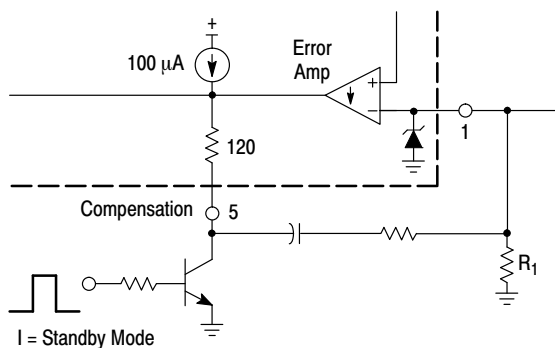 +
100 μA
Error
Amp
+
−
1
120
Compensation
5
R1
I = Standby Mode